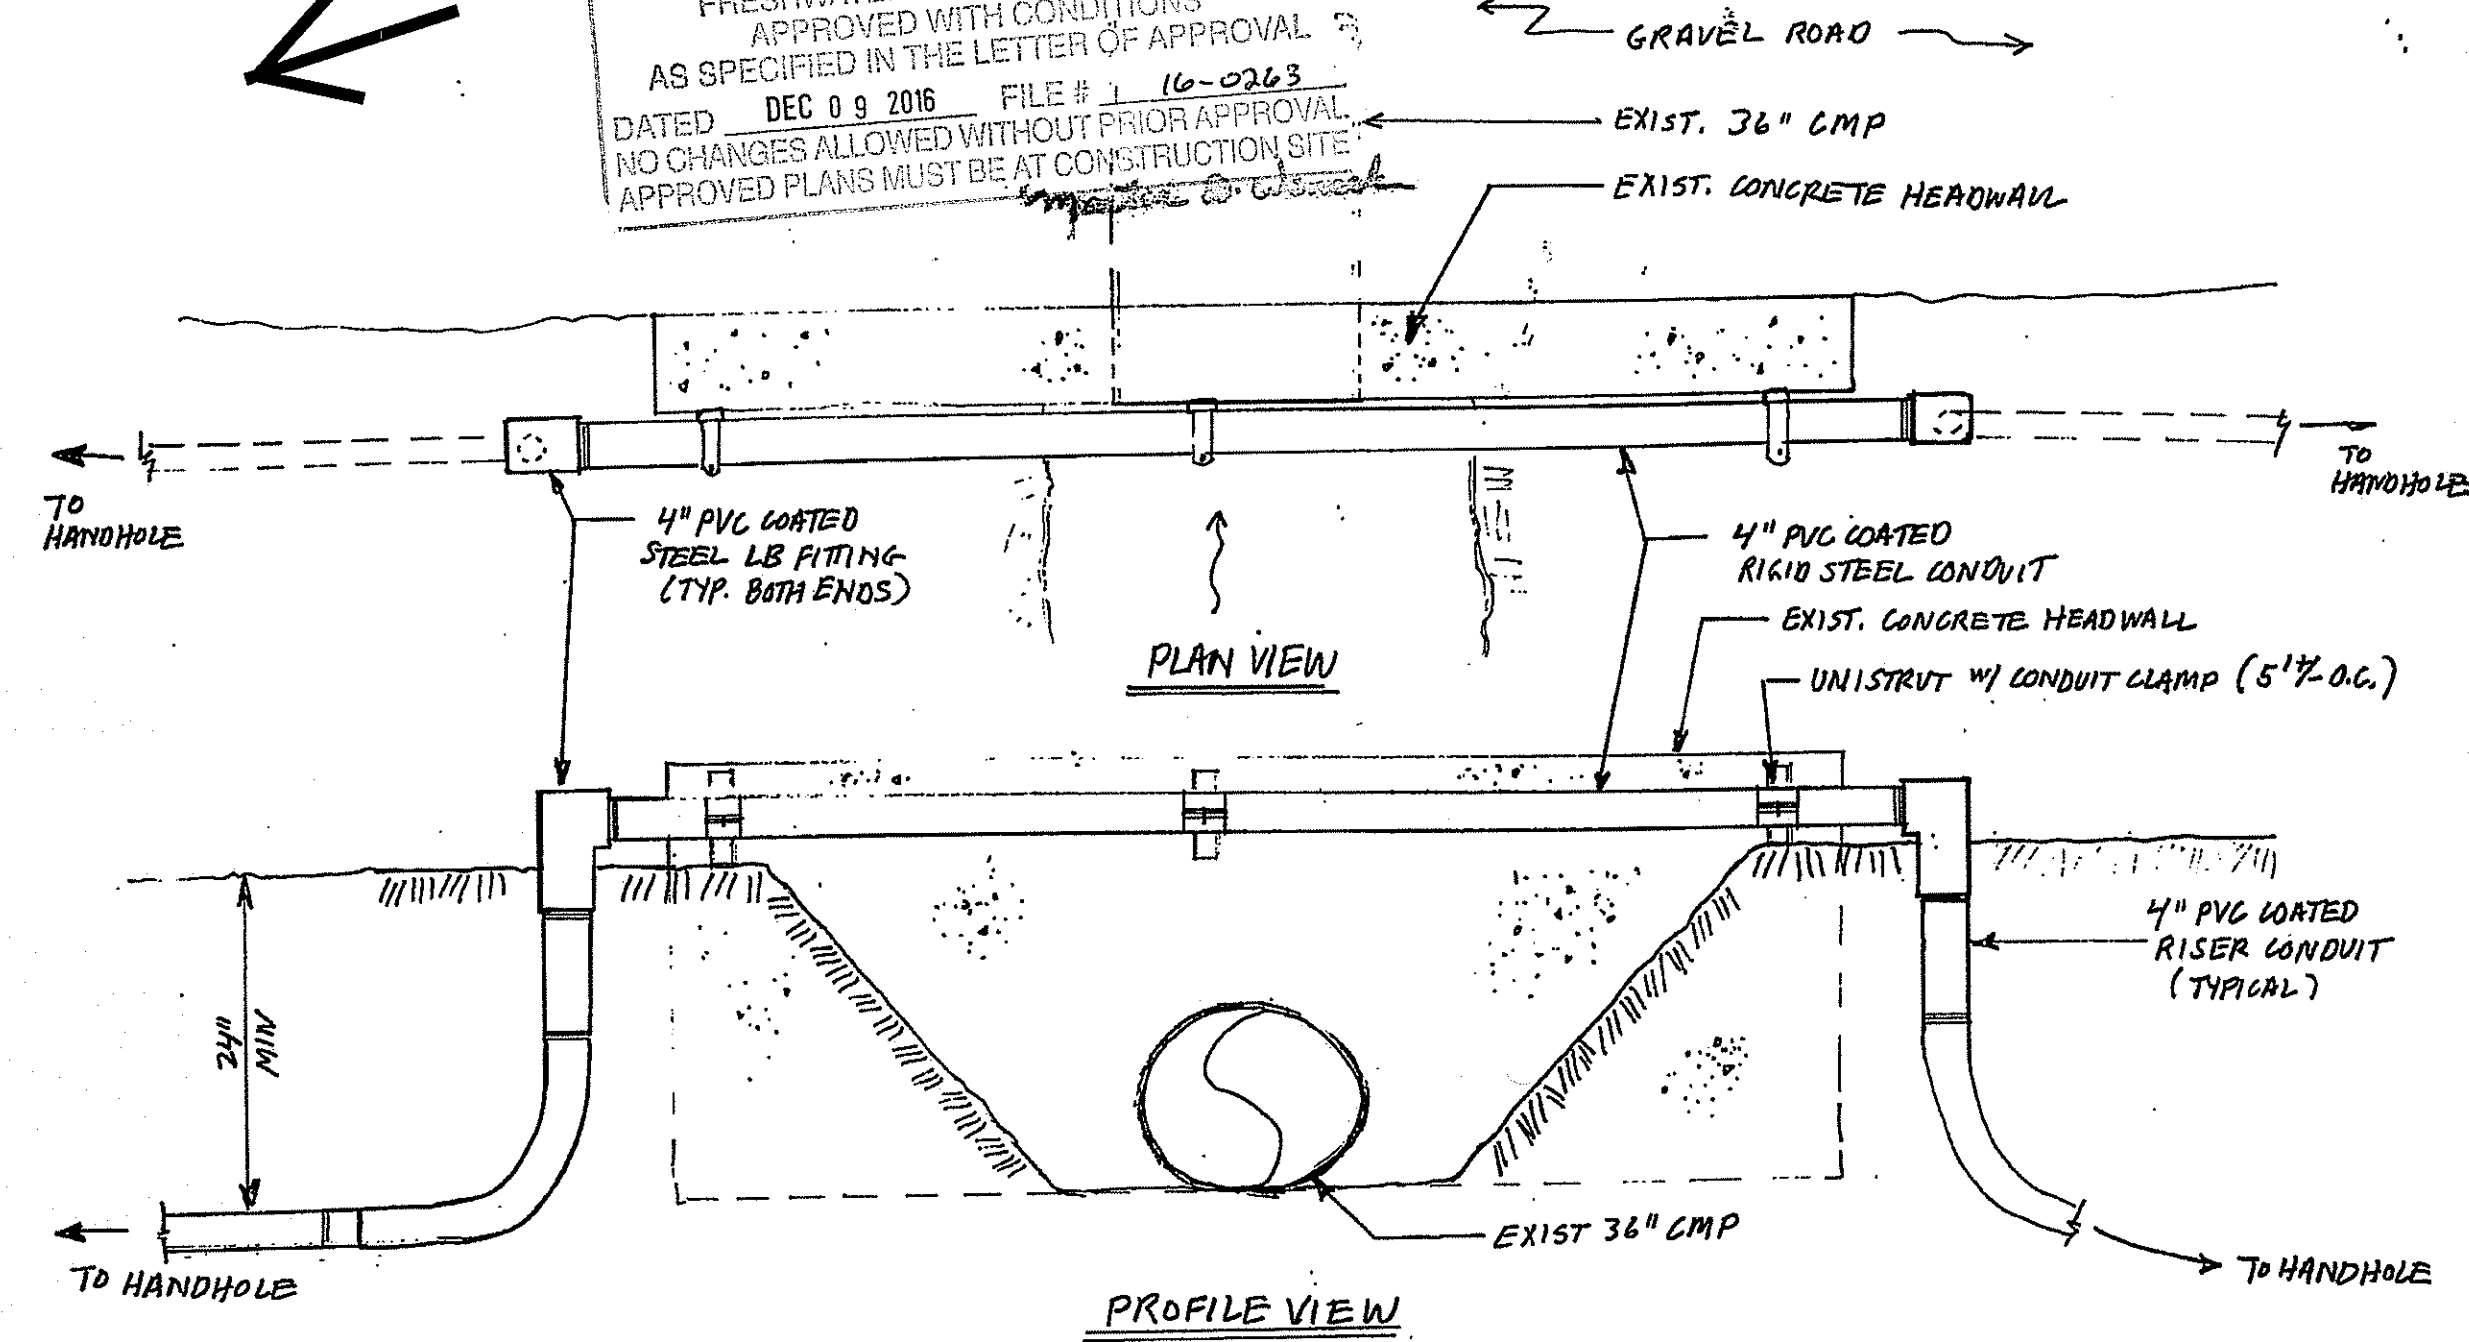 APPROVED WITH CONDITIONS
AS SPECIFIED IN THE LETTER OF APPROVAL
DATED DEC 09 2016 FILE # 16-0263
NO CHANGES ALLOWED WITHOUT PRIOR APPROVAL
APPROVED PLANS MUST BE AT CONSTRUCTION SITE
GRAVEL ROAD
EXIST. 36" CMP
EXIST. CONCRETE HEADWALL
TO
HANDHOLE
4" PVC COATED
STEEL LB FITTING
(TYP. BOTH ENDS)
4" PVC COATED
RIGID STEEL CONDUIT
TO
HANDHOLE
EXIST. CONCRETE HEADWALL
UNISTRUT W/ CONDUIT CLAMP (5'+/- O.C.)
PLAN VIEW
24"
MIN
4" PVC COATED
RISER CONDUIT
(TYPICAL)
EXIST 36" CMP
TO HANDHOLE
TO HANDHOLE
PROFILE VIEW